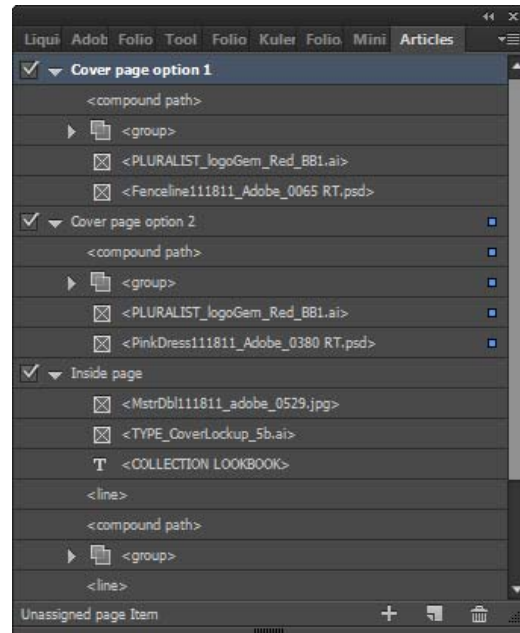 Liqui Adob Folio Tool Folio Kuler Folio Mini Articles
Cover page option 1
<compound path>
<group>
<PLURALIST_logoGem_Red_BB1.ai>
<Fenceline111811_Adobe_0065 RT.psd>
Cover page option 2
<compound path>
<group>
<PLURALIST_logoGem_Red_BB1.ai>
<PinkDress111811_Adobe_0380 RT.psd>
Inside page
<MstrDbl111811_adobe_0529.jpg>
<TYPE_CoverLockup_5b.ai>
T <COLLECTION LOOKBOOK>
<line>
<compound path>
<group>
<line>
Unassigned page Item